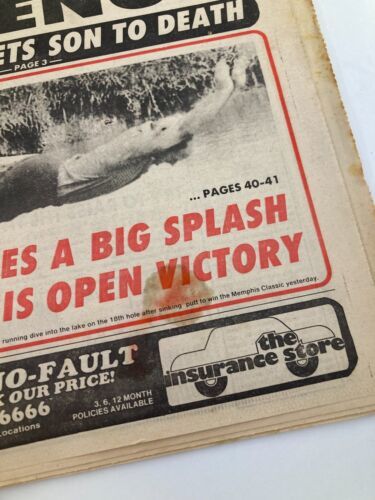 ETS SON TO DEATH
PAGE 3
... PAGES 40-41
ES A BIG SPLASH
IS OPEN VICTORY
running dive into the lake on the 18th hole after sinking putt to win the Memphis Classic yesterday.
O-FAULT
OUR PRICE!
6666
Locations
3, 6, 12 MONTH
POLICIES AVAILABLE
the
insurance store